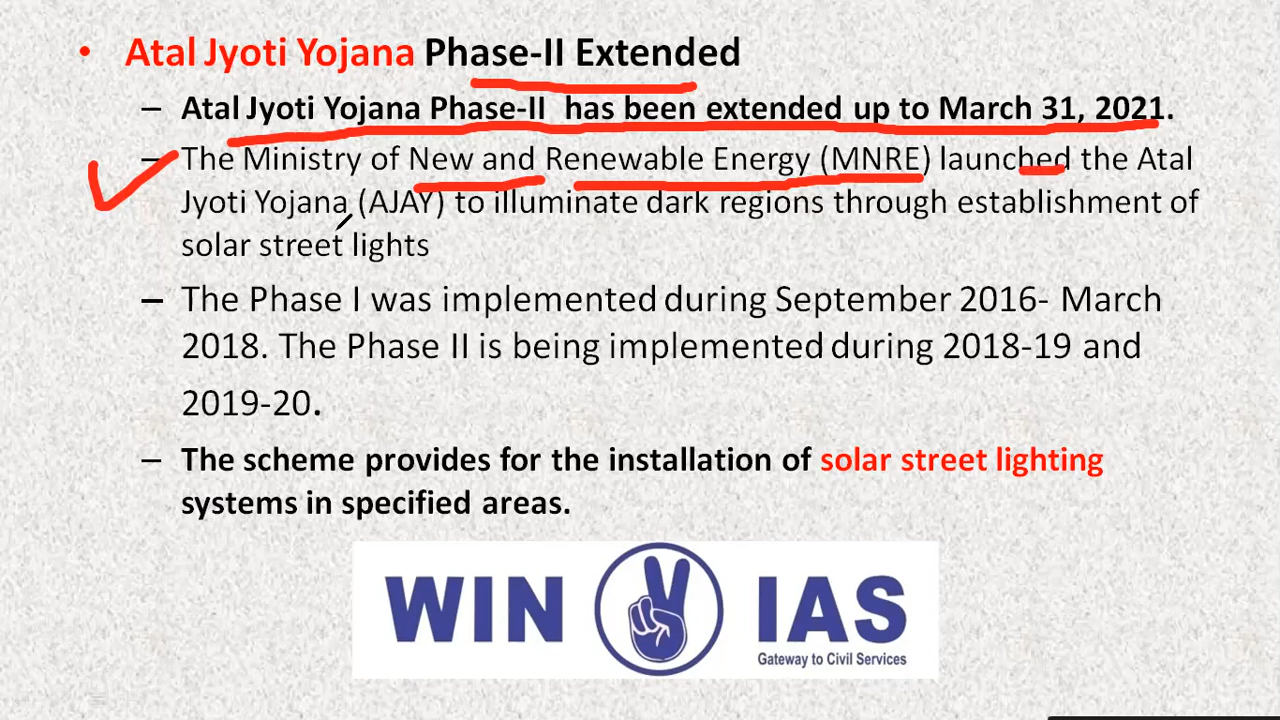 • Atal Jyoti Yojana Phase-II Extended
– Atal Jyoti Yojana Phase-II has been extended up to March 31, 2021.
– The Ministry of New and Renewable Energy (MNRE) launched the Atal
Jyoti Yojana (AJAY) to illuminate dark regions through establishment of
solar street lights
– The Phase I was implemented during September 2016- March
2018. The Phase II is being implemented during 2018-19 and
2019-20.
– The scheme provides for the installation of solar street lighting
systems in specified areas.
WIN IAS
Gateway to Civil Services